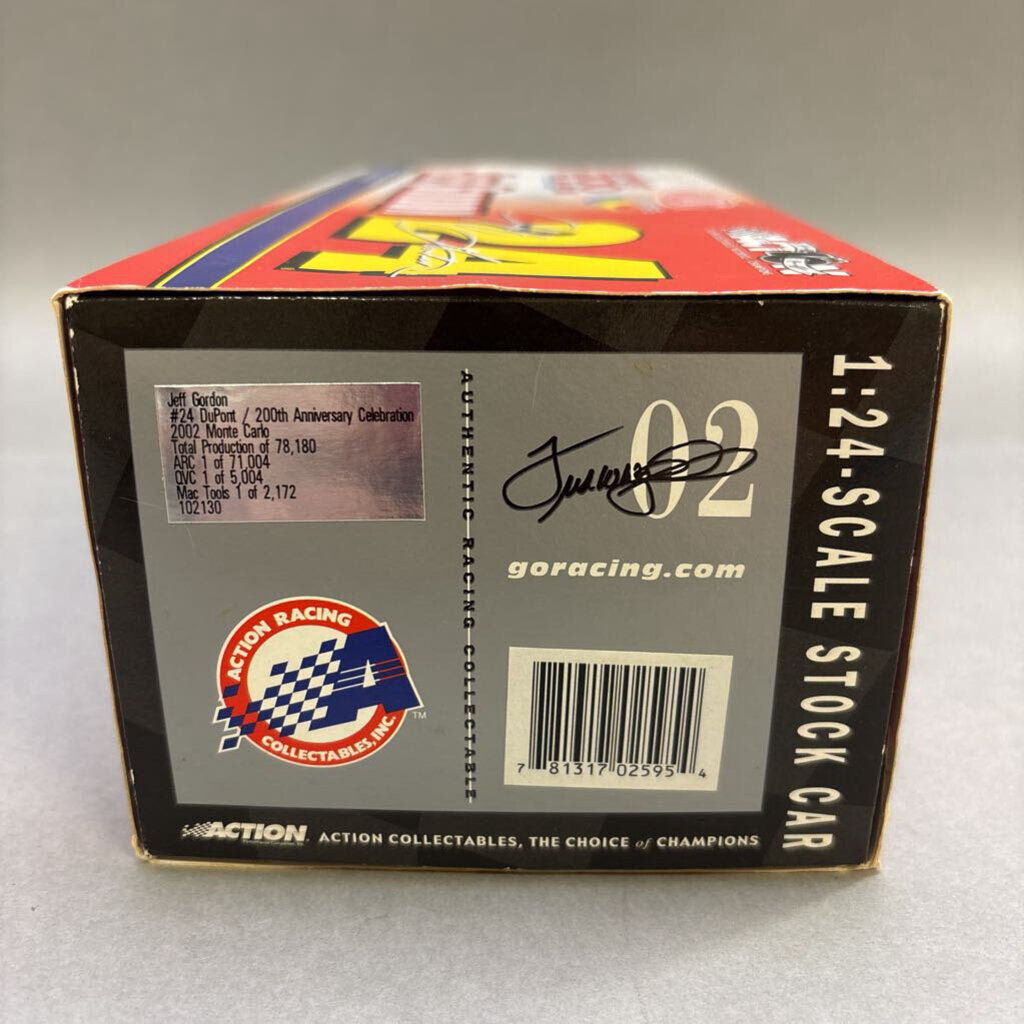 24
Jeff Gordon
#24 DuPont / 200th Anniversary Celebration
2002 Monte Carlo
Total Production of 78,180
ARC 1 of 71,004
QVC 1 of 5,004
Mac Tools 1 of 2,172
102130
AUTHENTIC RACING COLLECTABLE
02
goracing.com
ACTION RACING
COLLECTABLES, INC.
A
TM
7 81317 02595 4
1:24-SCALE STOCK CAR
ACTION
ACTION COLLECTABLES, THE CHOICE of CHAMPIONS